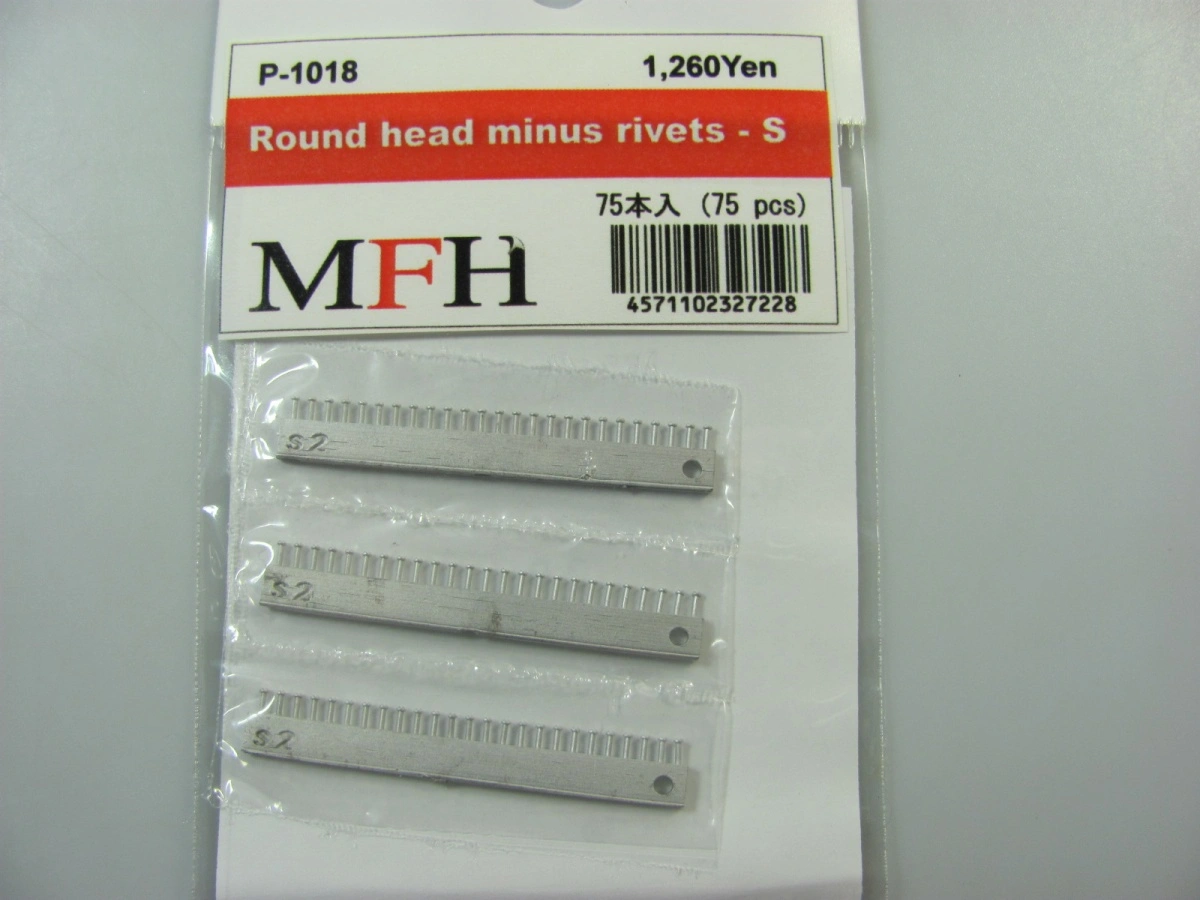 P-1018 1,260Yen
Round head minus rivets - S
75本入 (75 pcs)
MFH
4571102327228
S2
S2
S2